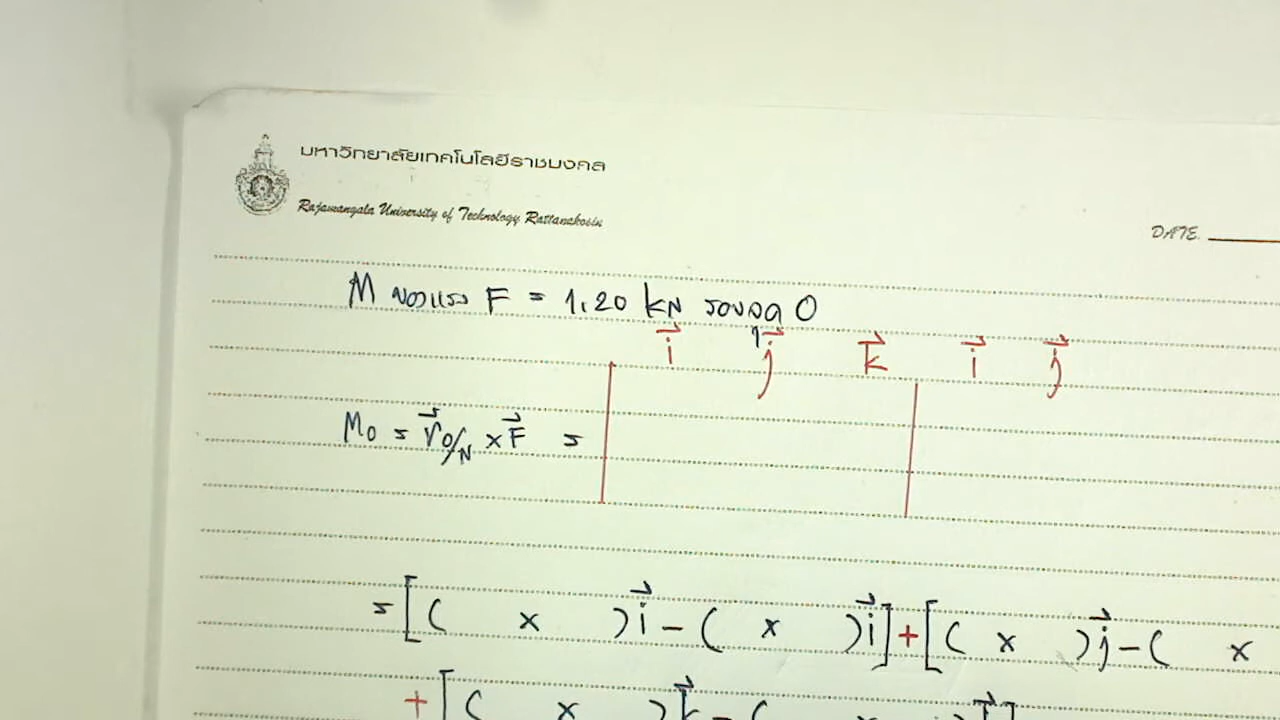 มหาวิทยาลัยเทคโนโลยีราชมงคล
Rajamangala University of Technology Rattanakosin
DATE.
M ของแรง F = 1.20 kN รอบจุด O
i⃗ j⃗ k⃗ i⃗ j⃗
M₀ = r⃗O/N × F⃗ =
= [( × )i⃗ - ( × )i⃗] + [( × )j⃗ - ( ×
+ [( × )k⃗ - ( × )k⃗]